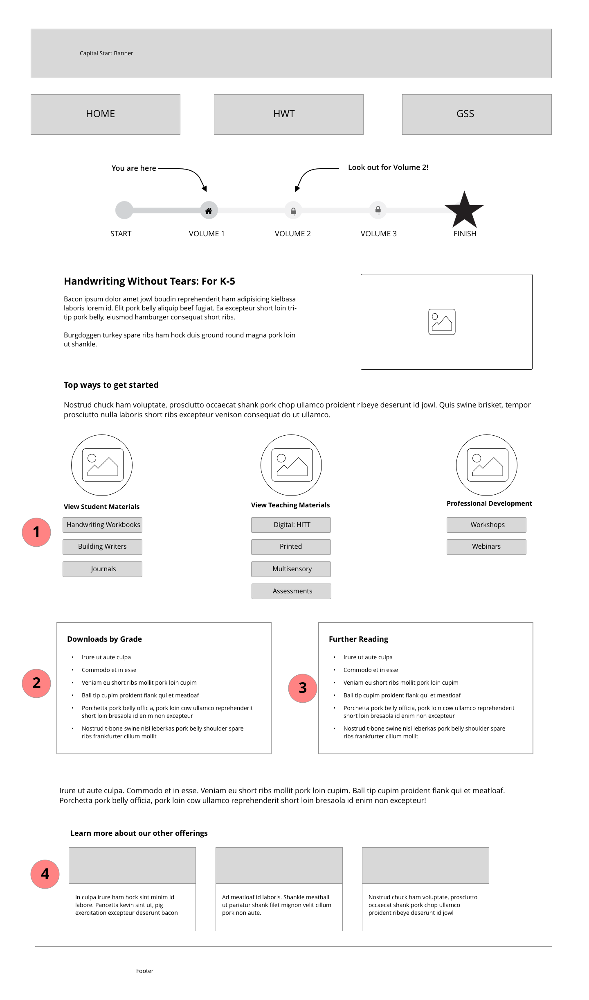 Capital Start Banner
HOME
HWT
GSS
You are here
Look out for Volume 2!
START
VOLUME 1
VOLUME 2
VOLUME 3
FINISH
Handwriting Without Tears: For K-5
Bacon ipsum dolor amet jowl boudin reprehenderit ham adipisicing kielbasa
laboris lorem id. Elit pork belly aliquip beef fugiat. Ea excepteur short loin tri-
tip pork belly, eiusmod hamburger consequat short ribs.
Burgdoggen turkey spare ribs ham hock duis ground round magna pork loin
ut shankle.
Top ways to get started
Nostrud chuck ham voluptate, prosciutto occaecat shank pork chop ullamco proident ribeye deserunt id jowl. Quis swine brisket, tempor
prosciutto nulla laboris short ribs excepteur venison consequat do ut ullamco.
View Student Materials
1
Handwriting Workbooks
Building Writers
Journals
View Teaching Materials
Digital: HITT
Printed
Multisensory
Assessments
Professional Development
Workshops
Webinars
2
Downloads by Grade
• Irure ut aute culpa
• Commodo et in esse
• Veniam eu short ribs mollit pork loin cupim
• Ball tip cupim proident flank qui et meatloaf
• Porchetta pork belly officia, pork loin cow ullamco reprehenderit
short loin bresaola id enim non excepteur
• Nostrud t-bone swine nisi leberkas pork belly shoulder spare
ribs frankfurter cillum mollit
3
Further Reading
• Irure ut aute culpa
• Commodo et in esse
• Veniam eu short ribs mollit pork loin cupim
• Ball tip cupim proident flank qui et meatloaf
• Porchetta pork belly officia, pork loin cow ullamco reprehenderit
short loin bresaola id enim non excepteur
• Nostrud t-bone swine nisi leberkas pork belly shoulder spare
ribs frankfurter cillum mollit
Irure ut aute culpa. Commodo et in esse. Veniam eu short ribs mollit pork loin cupim. Ball tip cupim proident flank qui et meatloaf.
Porchetta pork belly officia, pork loin cow ullamco reprehenderit short loin bresaola id enim non excepteur!
Learn more about our other offerings
4
In culpa irure ham hock sint minim id
labore. Pancetta kevin sint ut, pig
exercitation excepteur deserunt bacon
Ad meatloaf id laboris. Shankle meatball
ut pariatur shank filet mignon velit cillum
pork non aute.
Nostrud chuck ham voluptate, prosciutto
occaecat shank pork chop ullamco
proident ribeye deserunt id jowl
Footer